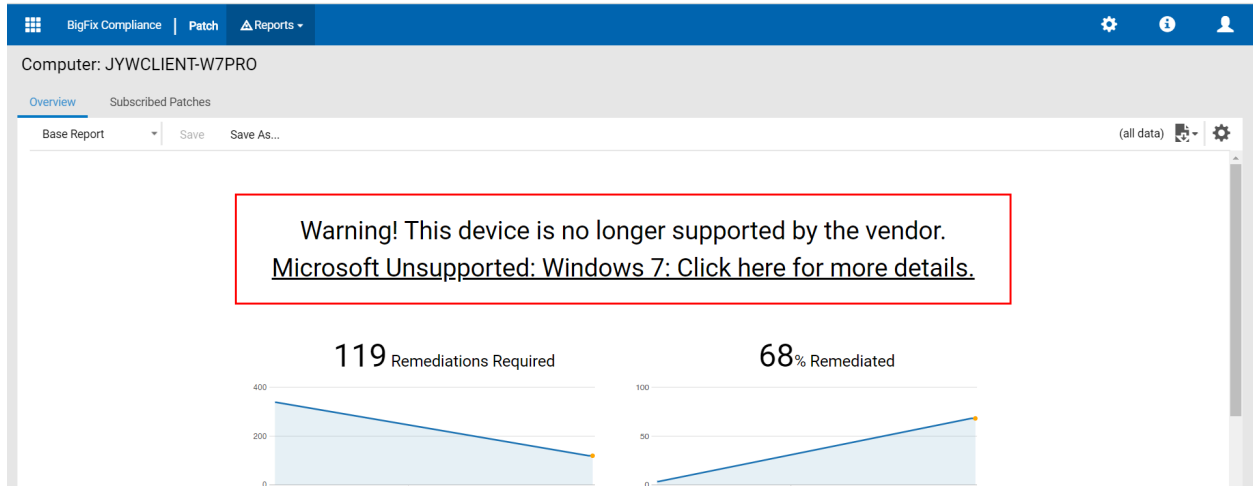 BigFix Compliance | Patch Reports
Computer: JYWCLIENT-W7PRO
Overview Subscribed Patches
Base Report Save Save As... (all data)
Warning! This device is no longer supported by the vendor.
Microsoft Unsupported: Windows 7: Click here for more details.
119 Remediations Required
68% Remediated
400
200
0
100
50
0